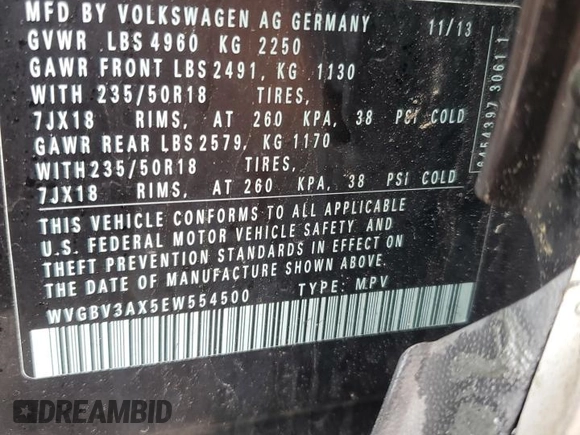 MFD BY VOLKSWAGEN AG GERMANY 11/13
GVWR LBS 4960 KG 2250
GAWR FRONT LBS 2491, KG 1130
WITH 235/50R18 TIRES,
7JX18 RIMS, AT 260 KPA, 38 PSI COLD
GAWR REAR LBS 2579, KG 1170
WITH235/50R18 TIRES,
7JX18 RIMS, AT 260 KPA, 38 PSI COLD
THIS VEHICLE CONFORMS TO ALL APPLICABLE
U.S. FEDERAL MOTOR VEHICLE SAFETY AND
THEFT PREVENTION STANDARDS IN EFFECT ON
THE DATE OF MANUFACTURE SHOWN ABOVE.
WVGBV3AX5EW554500 TYPE: MPV
DREAMBID